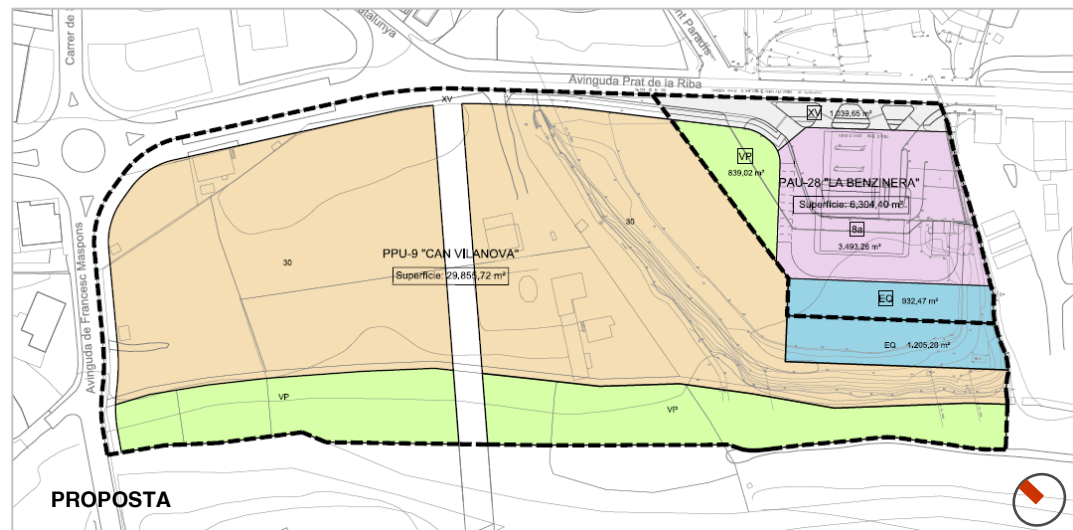 Carrer de
atalunya
nt Paradís
Avinguda Prat de la Riba
XV
XV 1.039,65 m²
VP
839,02 m²
PAU-28 "LA BENZINERA"
Superfície: 6,304,40 m²
8a
3.493,26 m²
30
PPU-9 "CAN VILANOVA"
30
Superfície: 29.855,72 m²
EQ 932,47 m²
EQ 1.205,20 m²
Avinguda de Francesc Maspons
VP
VP
PROPOSTA